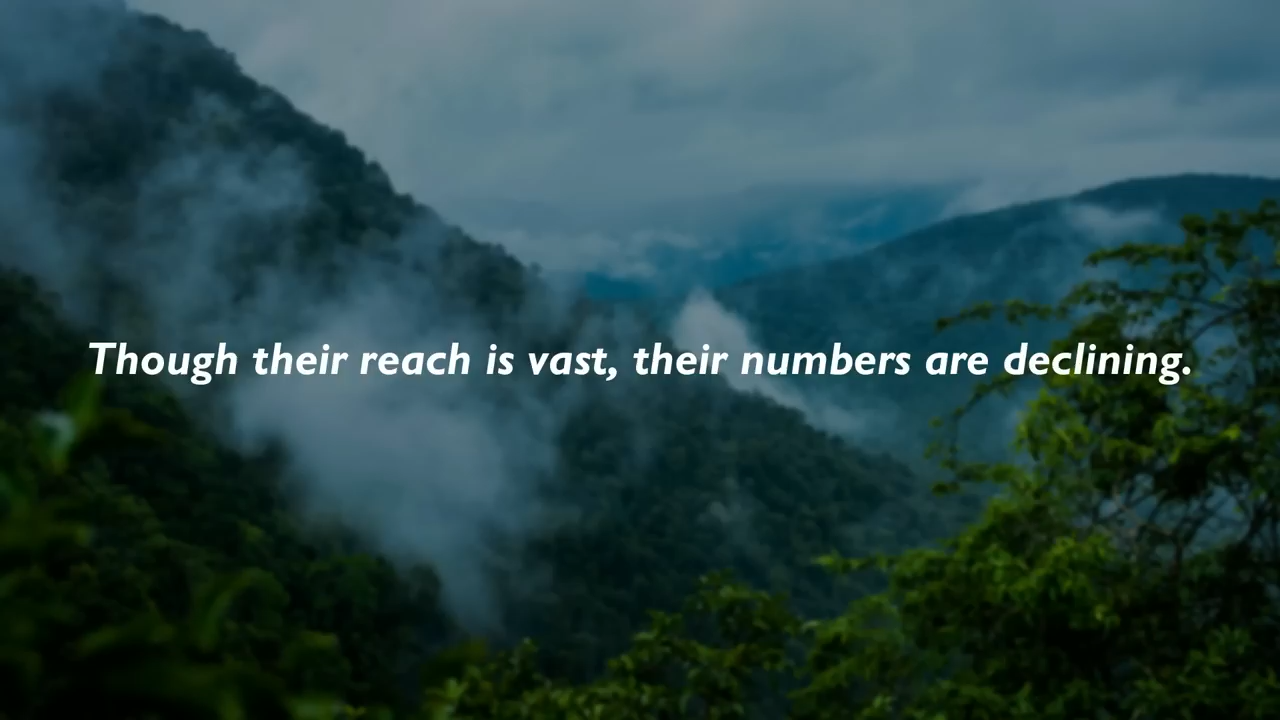 Though their reach is vast, their numbers are declining.